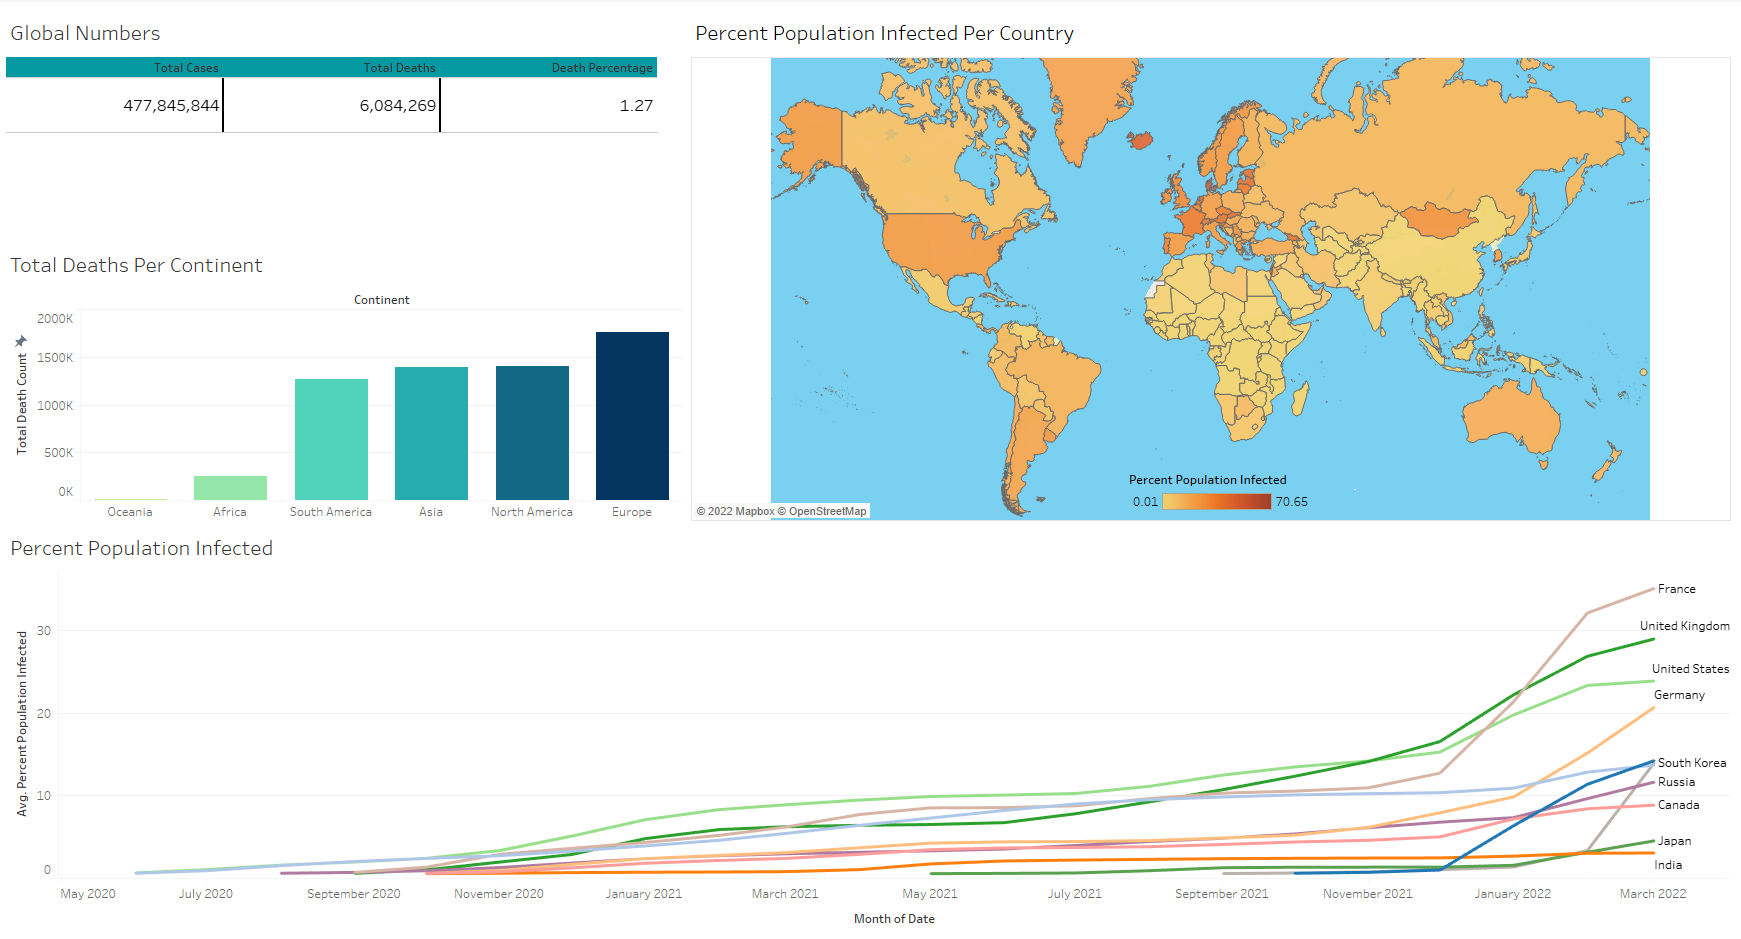 Global Numbers
Total Cases Total Deaths Death Percentage
477,845,844 6,084,269 1.27
Percent Population Infected Per Country
Percent Population Infected
0.01 70.65
© 2022 Mapbox © OpenStreetMap
Total Deaths Per Continent
Continent
Total Death Count
2000K
1500K
1000K
500K
0K
Oceania Africa South America Asia North America Europe
Percent Population Infected
Avg. Percent Population Infected
30
20
10
0
France
United Kingdom
United States
Germany
South Korea
Russia
Canada
Japan
India
May 2020 July 2020 September 2020 November 2020 January 2021 March 2021 May 2021 July 2021 September 2021 November 2021 January 2022 March 2022
Month of Date